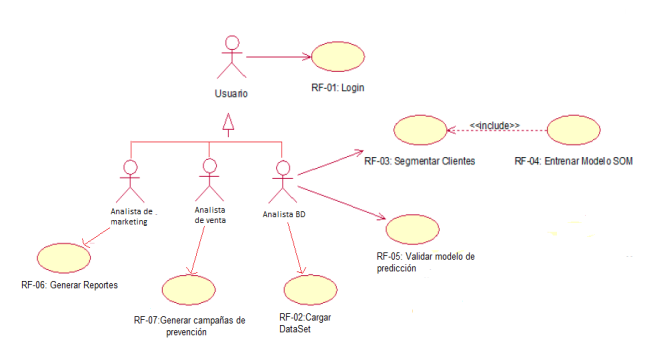 Usuario
RF-01: Login
<<include>>
RF-03: Segmentar Clientes
RF-04: Entrenar Modelo SOM
Analista de .
marketing
Analista
de venta
Analista BD
RF-05: Validar modelo de
predicción
RF-06: Generar Reportes
RF-07:Generar campañas de
prevención
RF-02:Cargar
DataSet